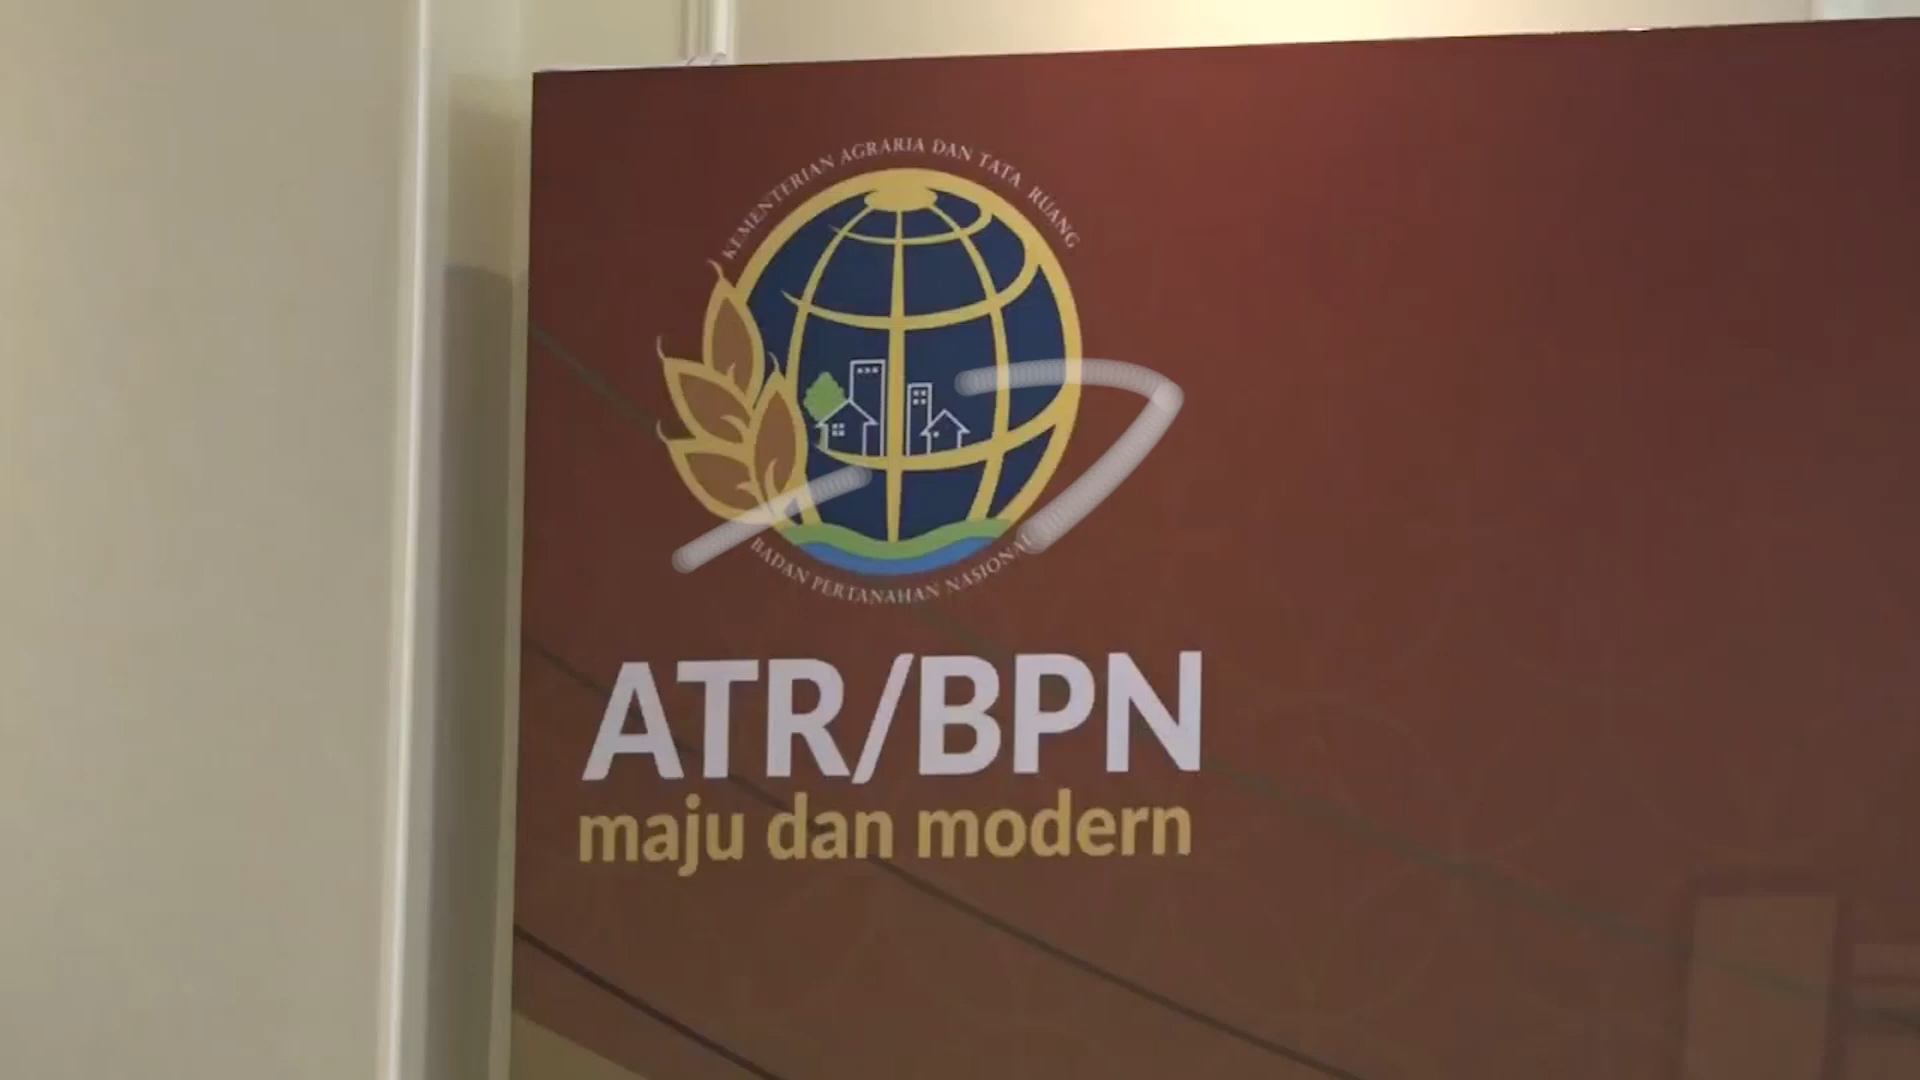 KEMENTERIAN AGRARIA DAN TATA RUANG
BADAN PERTANAHAN NASIONAL
ATR/BPN
maju dan modern